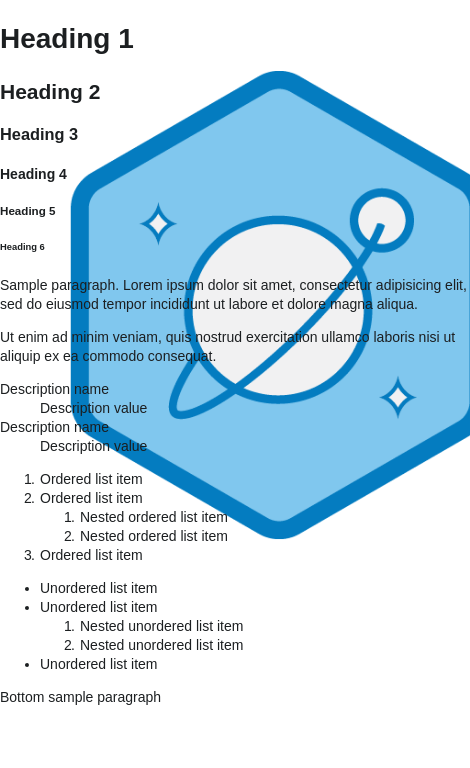 Heading 1
Heading 2
Heading 3
Heading 4
Heading 5
Heading 6
Sample paragraph. Lorem ipsum dolor sit amet, consectetur adipisicing elit,
sed do eiusmod tempor incididunt ut labore et dolore magna aliqua.
Ut enim ad minim veniam, quis nostrud exercitation ullamco laboris nisi ut
aliquip ex ea commodo consequat.
Description name
Description value
Description name
Description value
1. Ordered list item
2. Ordered list item
1. Nested ordered list item
2. Nested ordered list item
3. Ordered list item
• Unordered list item
• Unordered list item
1. Nested unordered list item
2. Nested unordered list item
• Unordered list item
Bottom sample paragraph